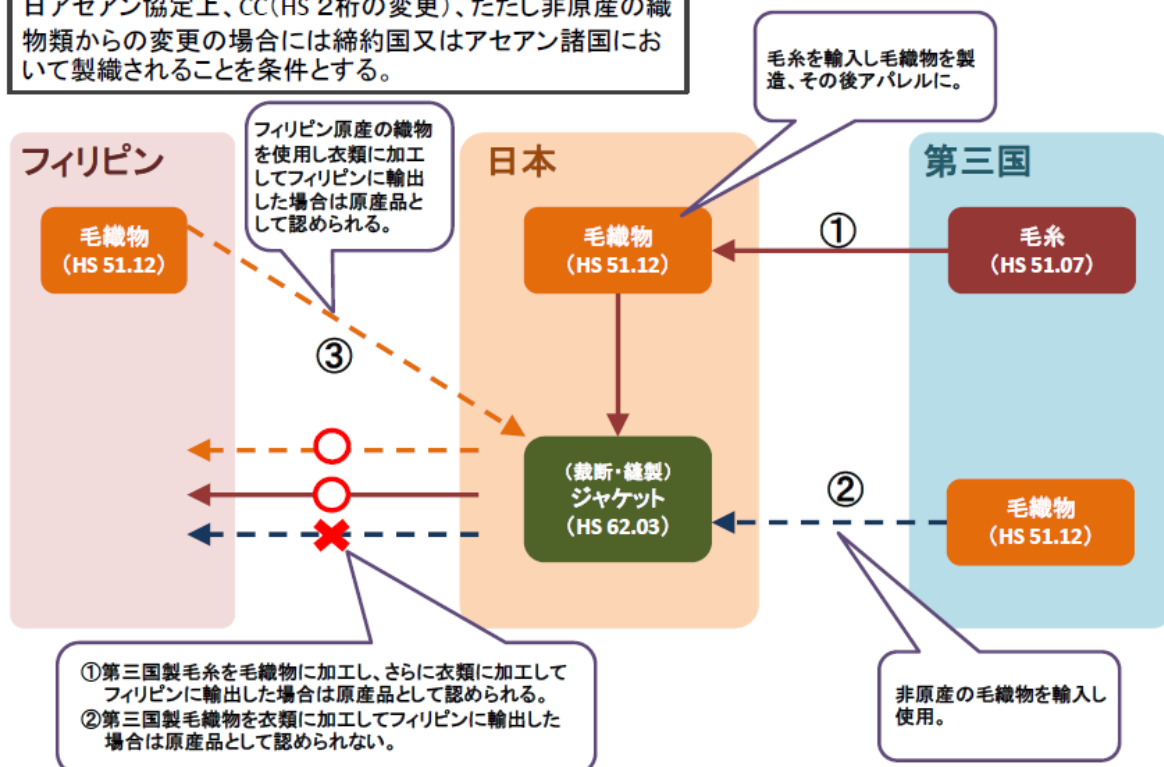 日アセアン協定上、CC(HS 2桁の変更)、ただし非原産の織
物類からの変更の場合には締約国又はアセアン諸国にお
いて製織されることを条件とする。
毛糸を輸入し毛織物を製
造、その後アパレルに。
フィリピン原産の織物
を使用し衣類に加工
してフィリピンに輸出
した場合は原産品と
して認められる。
フィリピン
日本
第三国
毛織物
(HS 51.12)
毛織物
(HS 51.12)
①
毛糸
(HS 51.07)
③
(裁断・縫製)
ジャケット
(HS 62.03)
②
毛織物
(HS 51.12)
①第三国製毛糸を毛織物に加工し、さらに衣類に加工して
フィリピンに輸出した場合は原産品として認められる。
②第三国製毛織物を衣類に加工してフィリピンに輸出した
場合は原産品として認められない。
非原産の毛織物を輸入し
使用。